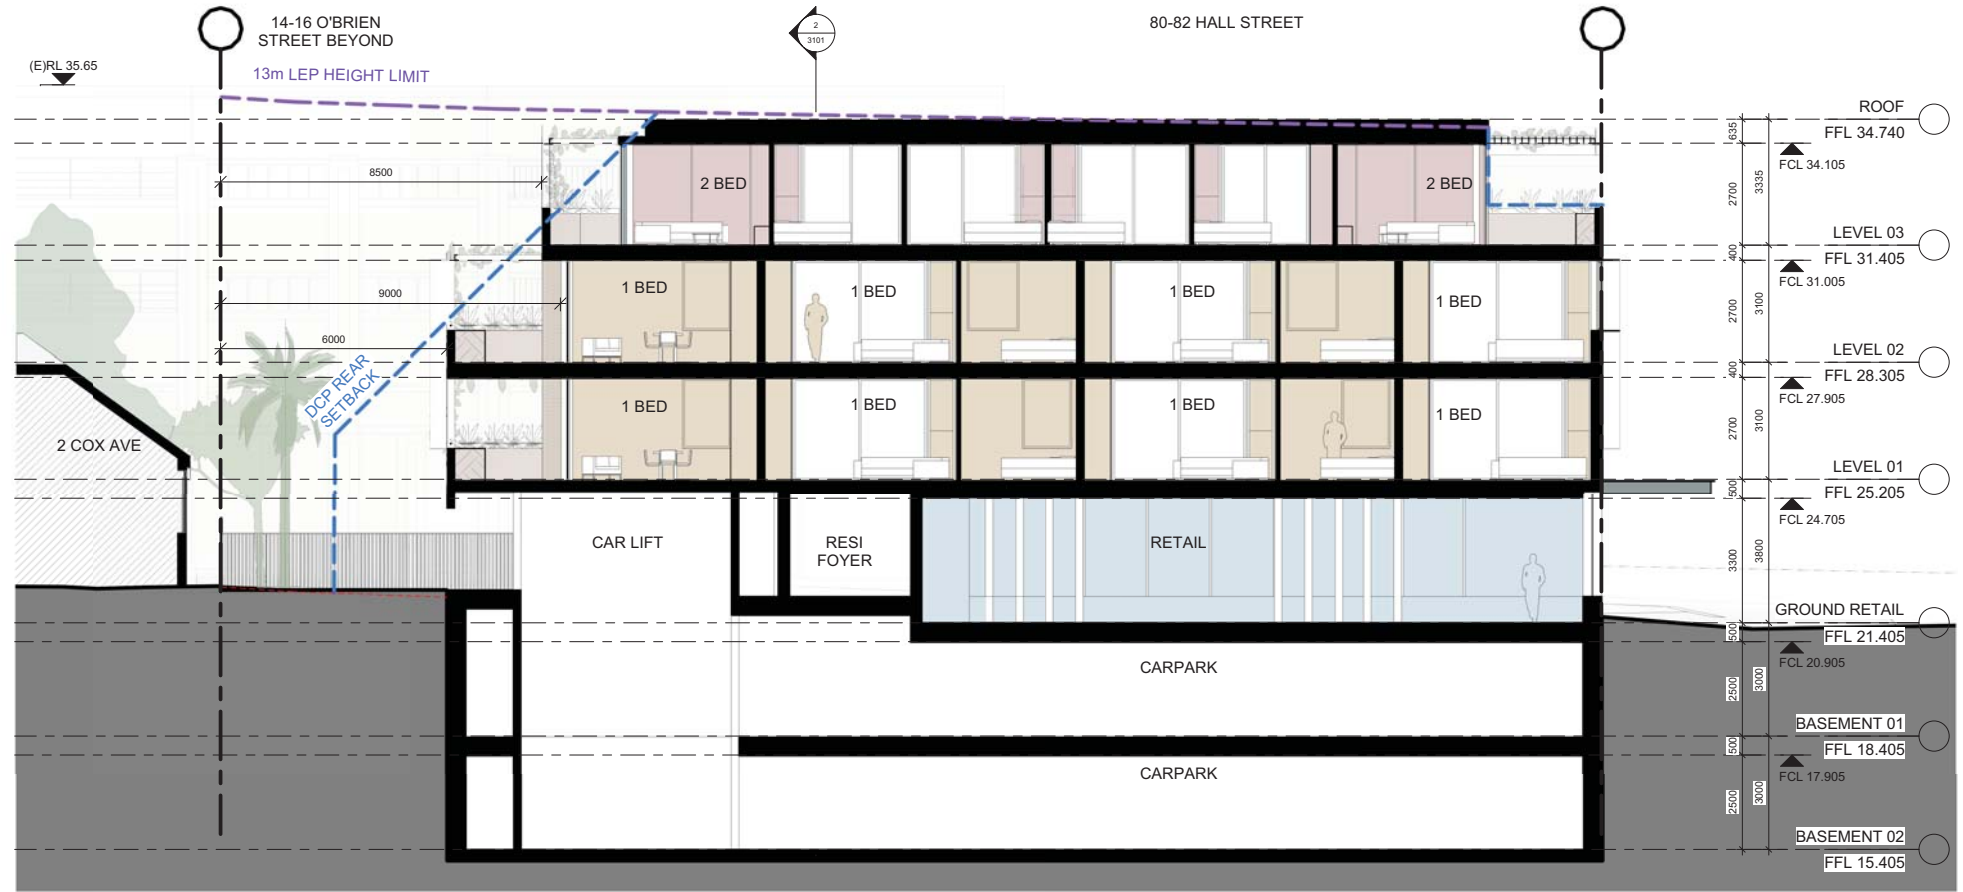 14-16 O'BRIEN
STREET BEYOND
2
3101
80-82 HALL STREET
(E)RL 35.65
13m LEP HEIGHT LIMIT
ROOF
FFL 34.740
635
FCL 34.105
8500
2 BED
2 BED
2700
3335
LEVEL 03
FFL 31.405
400
FCL 31.005
9000
1 BED
1 BED
1 BED
1 BED
2700
3100
6000
LEVEL 02
FFL 28.305
400
FCL 27.905
DCP REAR
SETBACK
1 BED
1 BED
1 BED
1 BED
2700
3100
2 COX AVE
LEVEL 01
FFL 25.205
500
FCL 24.705
CAR LIFT
RESI
FOYER
RETAIL
3300
3800
GROUND RETAIL
FFL 21.405
500
FCL 20.905
CARPARK
2500
3000
BASEMENT 01
FFL 18.405
500
FCL 17.905
CARPARK
2500
3000
BASEMENT 02
FFL 15.405